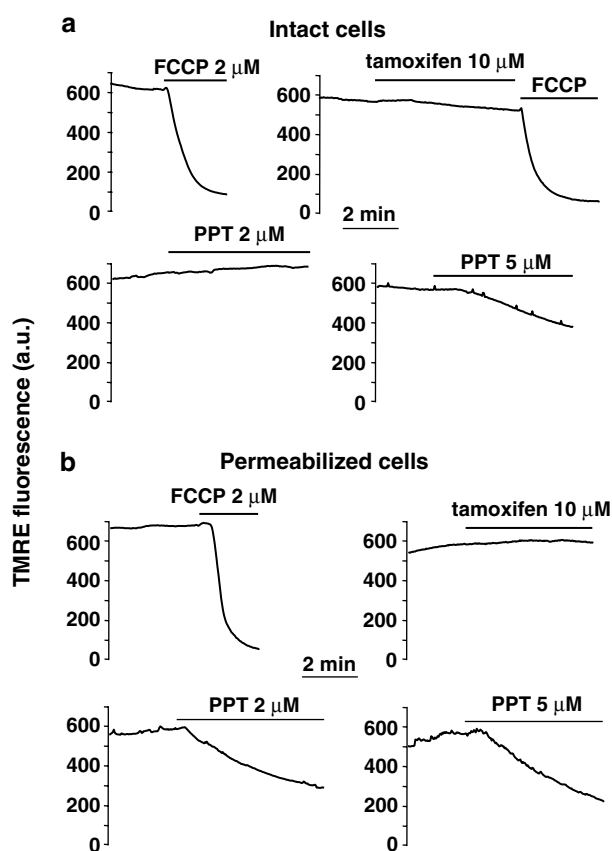 a
Intact cells
FCCP 2 μM
tamoxifen 10 μM
FCCP
600
400
200
0
600
400
200
0
2 min
PPT 2 μM
PPT 5 μM
600
400
200
0
600
400
200
0
TMRE fluorescence (a.u.)
b
Permeabilized cells
FCCP 2 μM
tamoxifen 10 μM
600
400
200
0
600
400
200
0
2 min
PPT 2 μM
PPT 5 μM
600
400
200
0
600
400
200
0